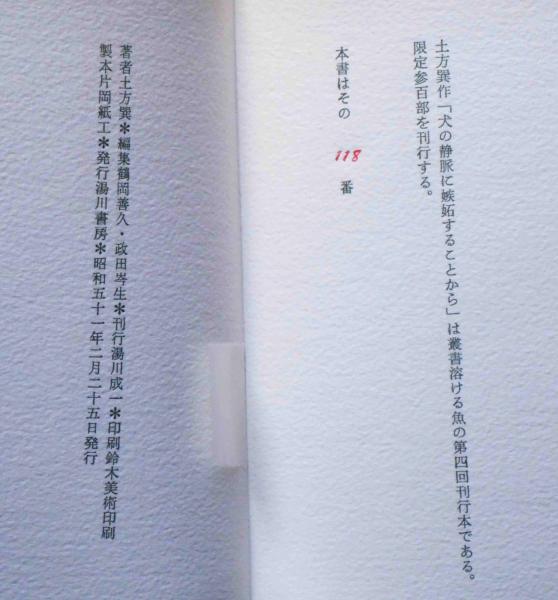 土方巽作「犬の静脈に嫉妬することから」は叢書溶ける魚の第四回刊行本である。
限定参百部を刊行する。
本書はその 118 番
著者土方巽＊編集鶴岡善久・政田岑生＊刊行湯川成一＊印刷鈴木美術印刷
製本片岡紙工＊発行湯川書房＊昭和五十一年二月二十五日発行